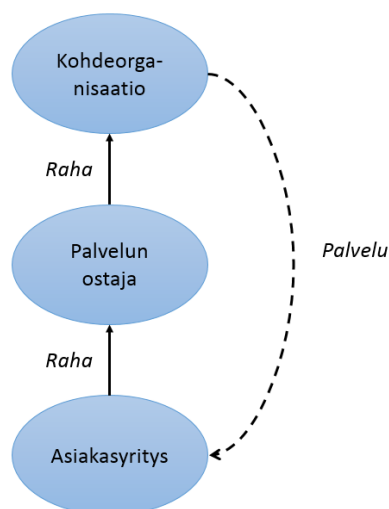 Kohdeorga-
nisaatio
Raha
Palvelun
ostaja
Palvelu
Raha
Asiakasyritys